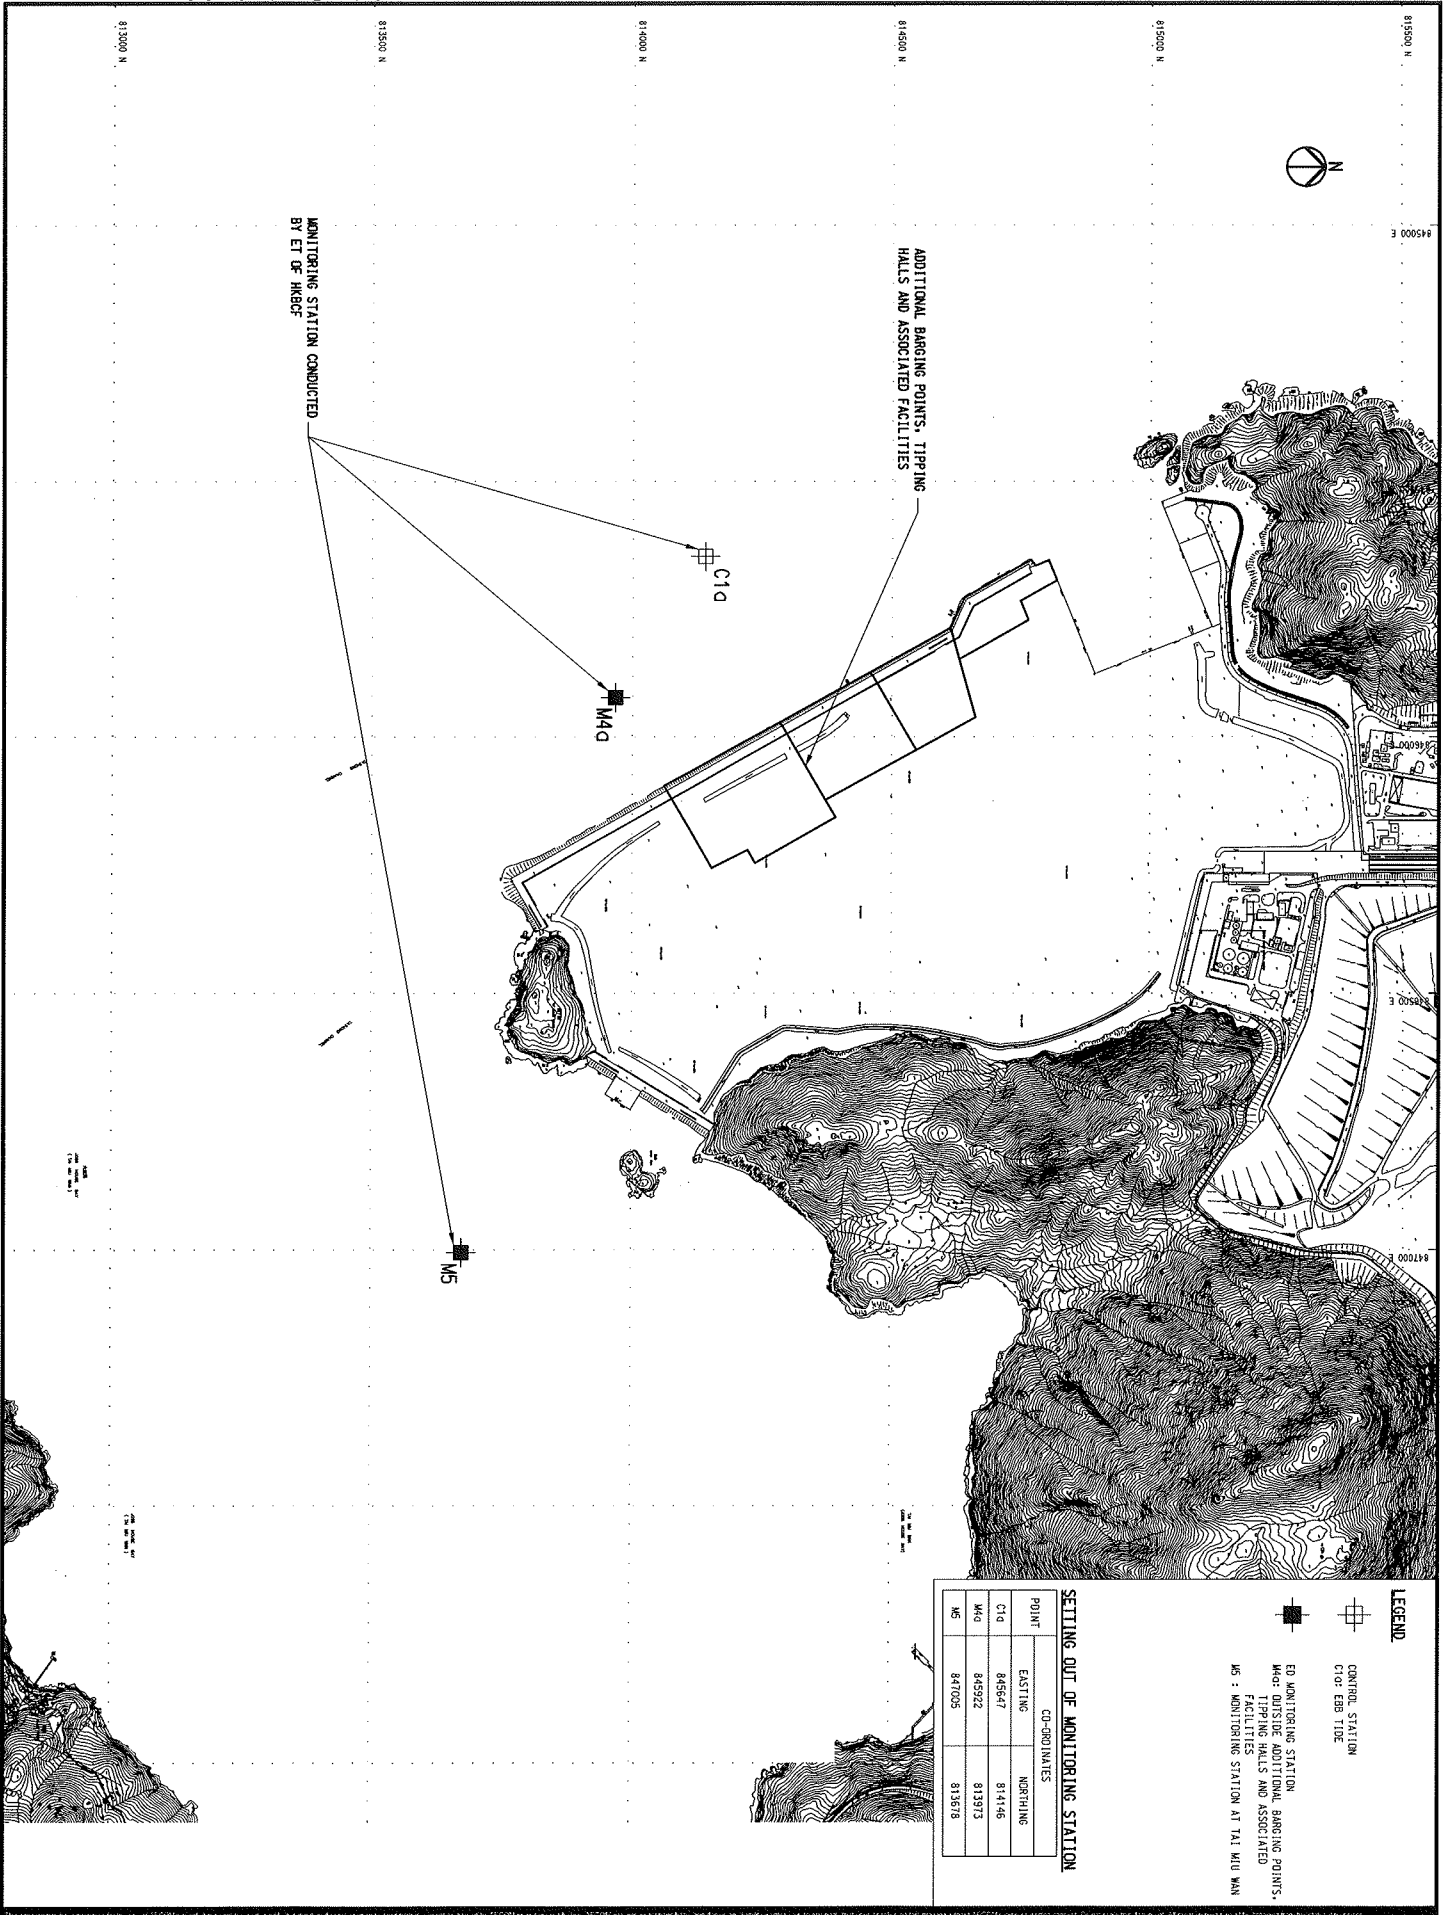 813000 N
813500 N
814000 N
814500 N
815000 N
815500 N
845000 E
846000 E
846500 E
847000 E
N
MONITORING STATION CONDUCTED
BY ET OF HKBCF
ADDITIONAL BARGING POINTS, TIPPING
HALLS AND ASSOCIATED FACILITIES
C1a
M4a
M5
LEGEND
CONTROL STATION
C1a: EBB TIDE
ED MONITORING STATION
M4a: OUTSIDE ADDITIONAL BARGING POINTS,
TIPPING HALLS AND ASSOCIATED
FACILITIES
M5 : MONITORING STATION AT TAI MIU WAN
SETTING OUT OF MONITORING STATION
POINT CO-ORDINATES
EASTING NORTHING
C1a 845647 814146
M4a 845922 813973
M5 847005 813678